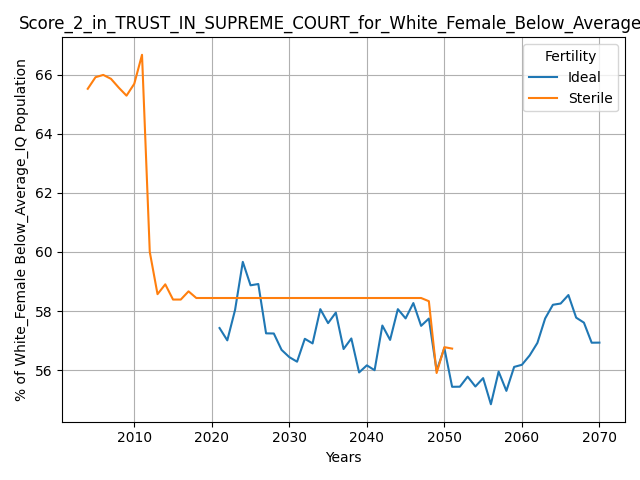 Score_2_in_TRUST_IN_SUPREME_COURT_for_White_Female_Below_Average
Fertility
Ideal
Sterile
% of White_Female Below_Average_IQ Population
66
64
62
60
58
56
2010
2020
2030
2040
2050
2060
2070
Years